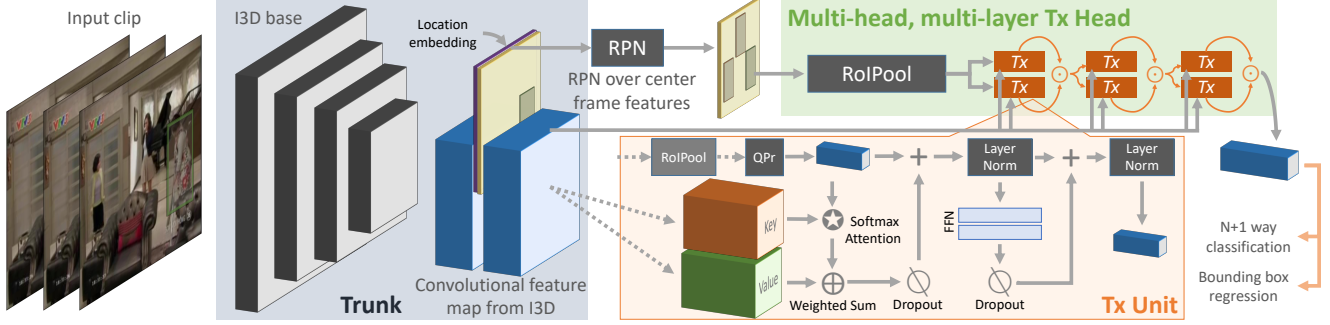 Input clip
I3D base
Location
embedding
RPN
RPN over center
frame features
Multi-head, multi-layer Tx Head
RoIPool
Tx
Tx
Tx
Tx
Tx
Tx
RoIPool
QPr
Layer
Norm
Layer
Norm
Key
Softmax
Attention
FFN
Value
Weighted Sum
Dropout
Dropout
Tx Unit
Trunk
Convolutional feature
map from I3D
N+1 way
classification
Bounding box
regression